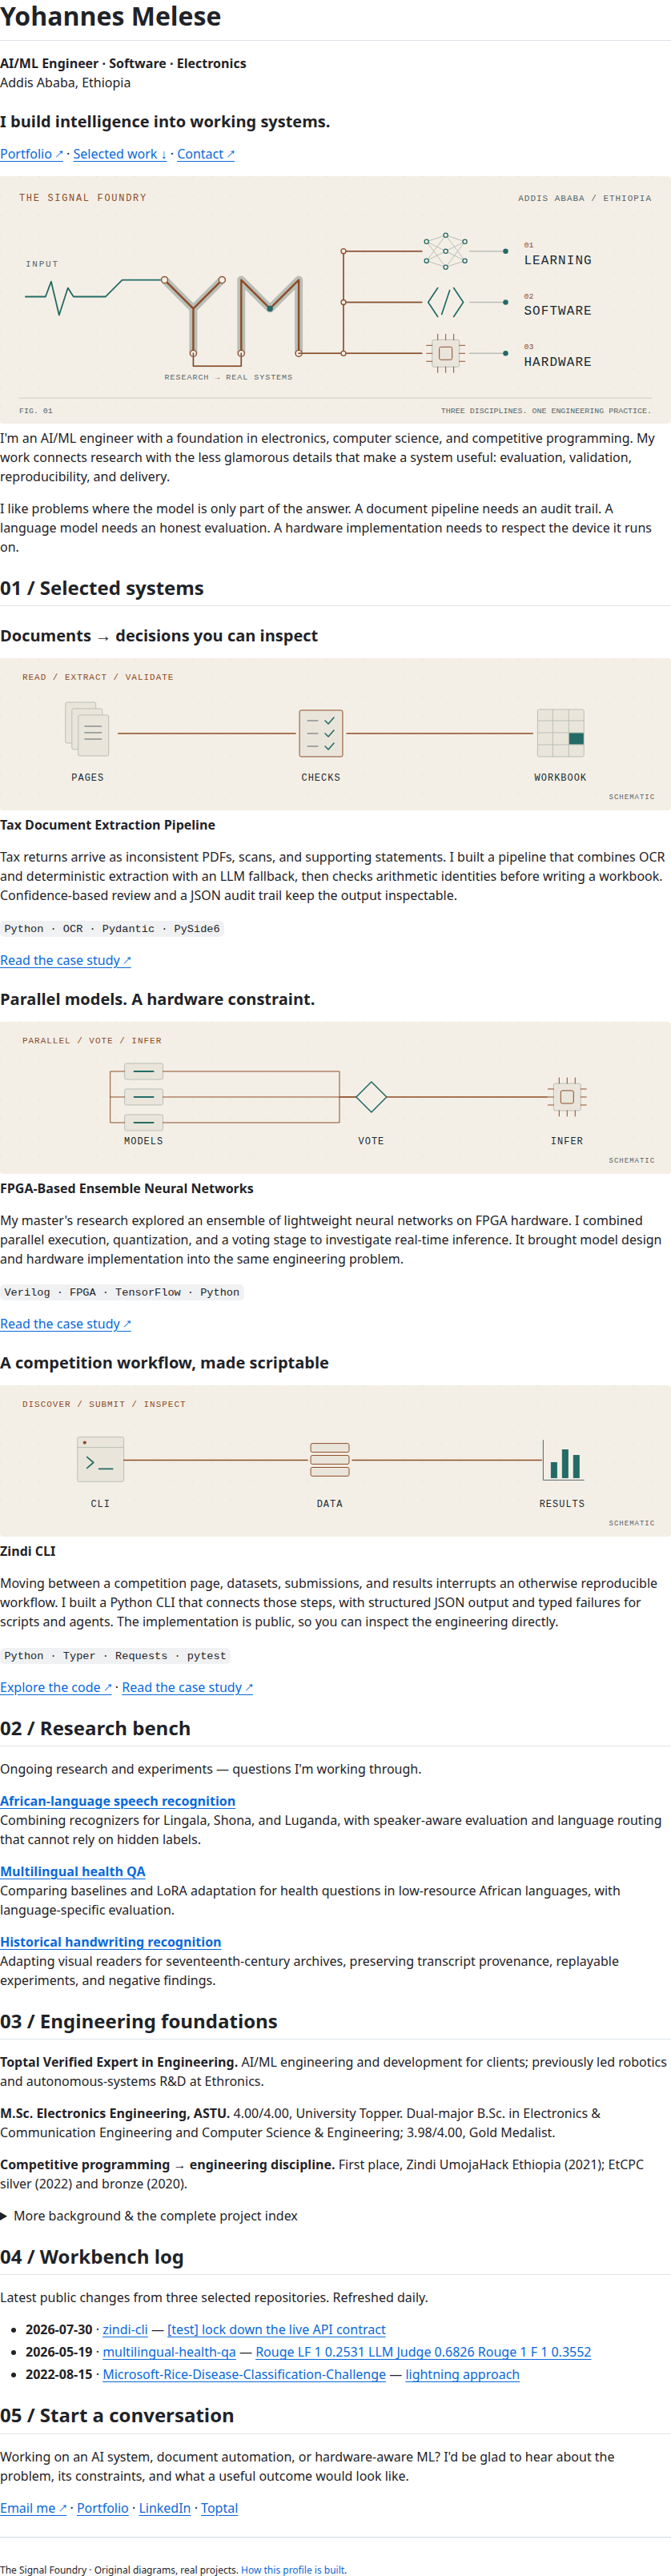 Yohannes Melese
AI/ML Engineer · Software · Electronics
Addis Ababa, Ethiopia
I build intelligence into working systems.
Portfolio ↗ · Selected work ↓ · Contact ↗
THE SIGNAL FOUNDRY
ADDIS ABABA / ETHIOPIA
INPUT
01
LEARNING
02
SOFTWARE
03
HARDWARE
RESEARCH → REAL SYSTEMS
FIG. 01
THREE DISCIPLINES. ONE ENGINEERING PRACTICE.
I'm an AI/ML engineer with a foundation in electronics, computer science, and competitive programming. My
work connects research with the less glamorous details that make a system useful: evaluation, validation,
reproducibility, and delivery.
I like problems where the model is only part of the answer. A document pipeline needs an audit trail. A
language model needs an honest evaluation. A hardware implementation needs to respect the device it runs
on.
01 / Selected systems
Documents → decisions you can inspect
READ / EXTRACT / VALIDATE
PAGES
CHECKS
WORKBOOK
SCHEMATIC
Tax Document Extraction Pipeline
Tax returns arrive as inconsistent PDFs, scans, and supporting statements. I built a pipeline that combines OCR
and deterministic extraction with an LLM fallback, then checks arithmetic identities before writing a workbook.
Confidence-based review and a JSON audit trail keep the output inspectable.
Python · OCR · Pydantic · PySide6
Read the case study ↗
Parallel models. A hardware constraint.
PARALLEL / VOTE / INFER
MODELS
VOTE
INFER
SCHEMATIC
FPGA-Based Ensemble Neural Networks
My master's research explored an ensemble of lightweight neural networks on FPGA hardware. I combined
parallel execution, quantization, and a voting stage to investigate real-time inference. It brought model design
and hardware implementation into the same engineering problem.
Verilog · FPGA · TensorFlow · Python
Read the case study ↗
A competition workflow, made scriptable
DISCOVER / SUBMIT / INSPECT
CLI
DATA
RESULTS
SCHEMATIC
Zindi CLI
Moving between a competition page, datasets, submissions, and results interrupts an otherwise reproducible
workflow. I built a Python CLI that connects those steps, with structured JSON output and typed failures for
scripts and agents. The implementation is public, so you can inspect the engineering directly.
Python · Typer · Requests · pytest
Explore the code ↗ · Read the case study ↗
02 / Research bench
Ongoing research and experiments — questions I'm working through.
African-language speech recognition
Combining recognizers for Lingala, Shona, and Luganda, with speaker-aware evaluation and language routing
that cannot rely on hidden labels.
Multilingual health QA
Comparing baselines and LoRA adaptation for health questions in low-resource African languages, with
language-specific evaluation.
Historical handwriting recognition
Adapting visual readers for seventeenth-century archives, preserving transcript provenance, replayable
experiments, and negative findings.
03 / Engineering foundations
Toptal Verified Expert in Engineering. AI/ML engineering and development for clients; previously led robotics
and autonomous-systems R&D at Ethronics.
M.Sc. Electronics Engineering, ASTU. 4.00/4.00, University Topper. Dual-major B.Sc. in Electronics &
Communication Engineering and Computer Science & Engineering; 3.98/4.00, Gold Medalist.
Competitive programming → engineering discipline. First place, Zindi UmojaHack Ethiopia (2021); EtCPC
silver (2022) and bronze (2020).
▶ More background & the complete project index
04 / Workbench log
Latest public changes from three selected repositories. Refreshed daily.
• 2026-07-30 · zindi-cli — [test] lock down the live API contract
• 2026-05-19 · multilingual-health-qa — Rouge LF 1 0.2531 LLM Judge 0.6826 Rouge 1 F 1 0.3552
• 2022-08-15 · Microsoft-Rice-Disease-Classification-Challenge — lightning approach
05 / Start a conversation
Working on an AI system, document automation, or hardware-aware ML? I'd be glad to hear about the
problem, its constraints, and what a useful outcome would look like.
Email me ↗ · Portfolio · LinkedIn · Toptal
The Signal Foundry · Original diagrams, real projects. How this profile is built.